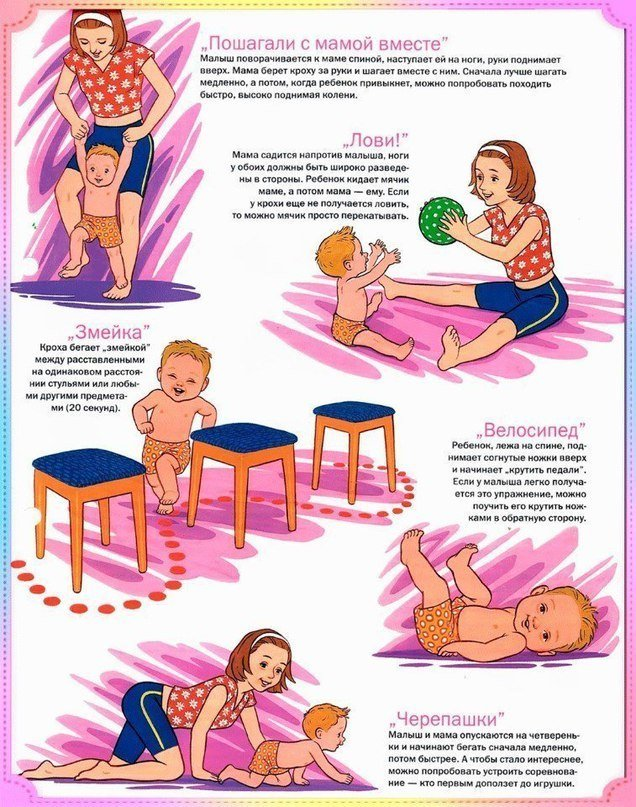 „Пошагали с мамой вместе"
Малыш поворачивается к маме спиной, наступает ей на ноги, руки поднимает
вверх. Мама берет кроху за руки и шагает вместе с ним. Сначала лучше шагать
медленно, а потом, когда ребенок привыкнет, можно попробовать походить
быстро, высоко поднимая колени.
„Лови!"
Мама садится напротив малыша, ноги
у обоих должны быть широко разведе-
ны в стороны. Ребенок кидает мячик
маме, а потом мама — ему. Если
у крохи еще не получается ловить,
то можно мячик просто перекатывать.
„Змейка"
Кроха бегает „змейкой"
между расставленными
на одинаковом расстоя-
нии стульями или любы-
ми другими предмета-
ми (20 секунд).
„Велосипед"
Ребенок, лежа на спине, под-
нимает согнутые ножки вверх
и начинает „крутить педали".
Если у малыша легко получа-
ется это упражнение, можно
поучить его крутить нож-
ками в обратную сторону.
„Черепашки"
Малыш и мама опускаются на четверень-
ки и начинают бегать сначала медленно,
потом быстрее. А чтобы стало интереснее,
можно попробовать устроить соревнова-
ние — кто первым доползет до игрушки.